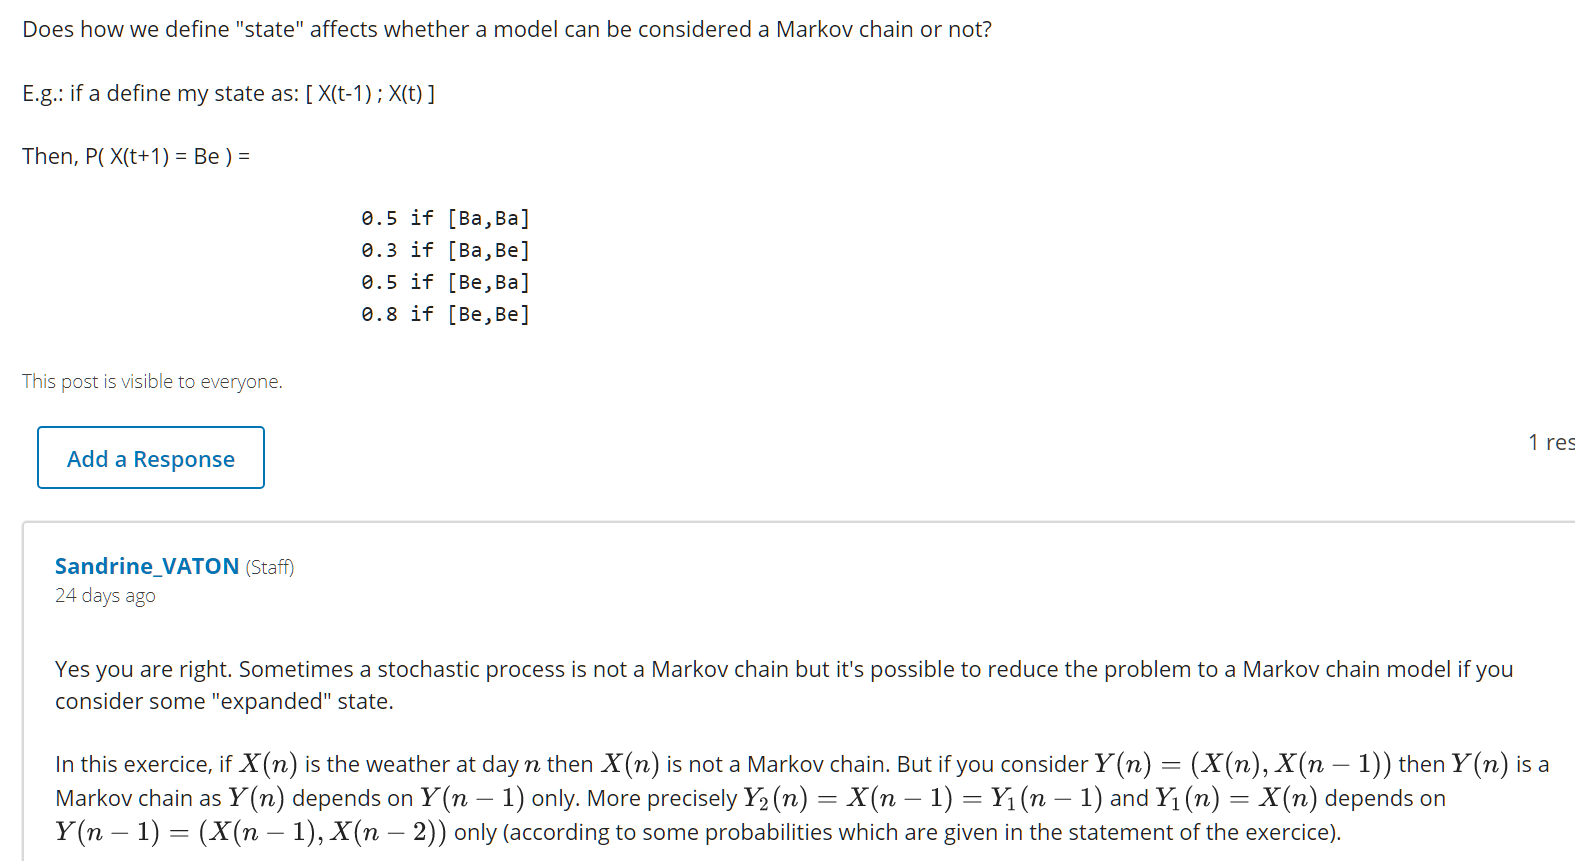 Does how we define "state" affects whether a model can be considered a Markov chain or not?
E.g.: if a define my state as: [ X(t-1) ; X(t) ]
Then, P( X(t+1) = Be ) =
0.5 if [Ba,Ba]
0.3 if [Ba,Be]
0.5 if [Be,Ba]
0.8 if [Be,Be]
This post is visible to everyone.
Add a Response
1 res
Sandrine_VATON (Staff)
24 days ago
Yes you are right. Sometimes a stochastic process is not a Markov chain but it's possible to reduce the problem to a Markov chain model if you
consider some "expanded" state.
In this exercice, if X(n) is the weather at day n then X(n) is not a Markov chain. But if you consider Y(n) = (X(n), X(n − 1)) then Y(n) is a
Markov chain as Y(n) depends on Y(n − 1) only. More precisely Y₂(n) = X(n − 1) = Y₁(n − 1) and Y₁(n) = X(n) depends on
Y(n − 1) = (X(n − 1), X(n − 2)) only (according to some probabilities which are given in the statement of the exercice).